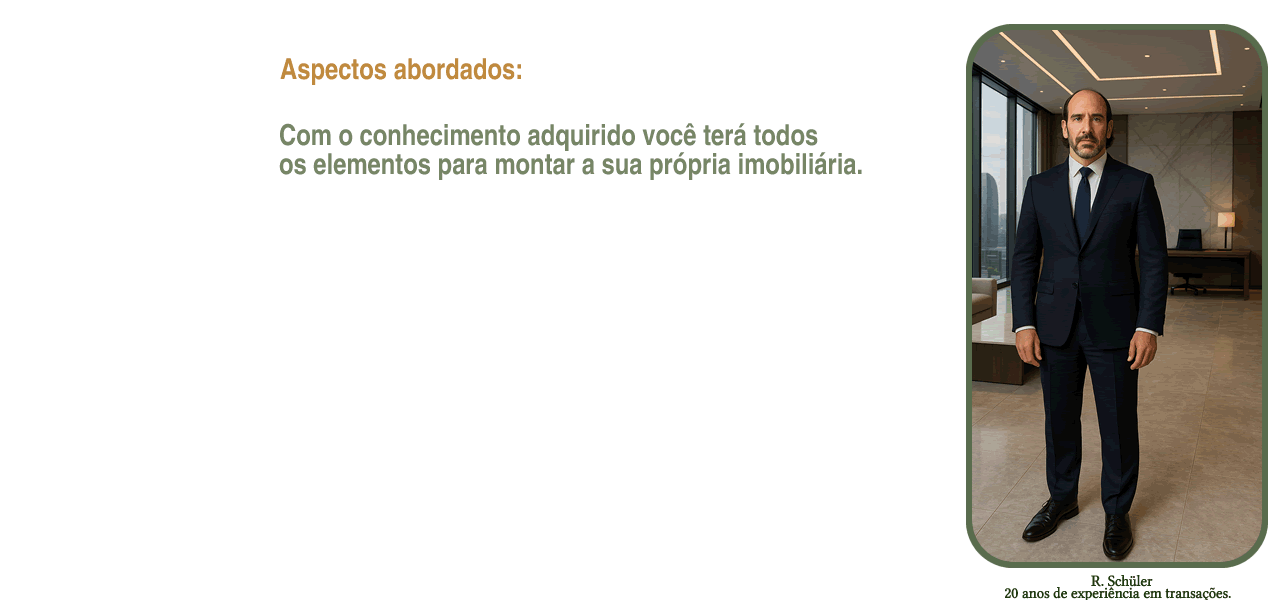 Aspectos abordados:
Com o conhecimento adquirido você terá todos
os elementos para montar a sua própria imobiliária.
R. Schüler
20 anos de experiência em transações.